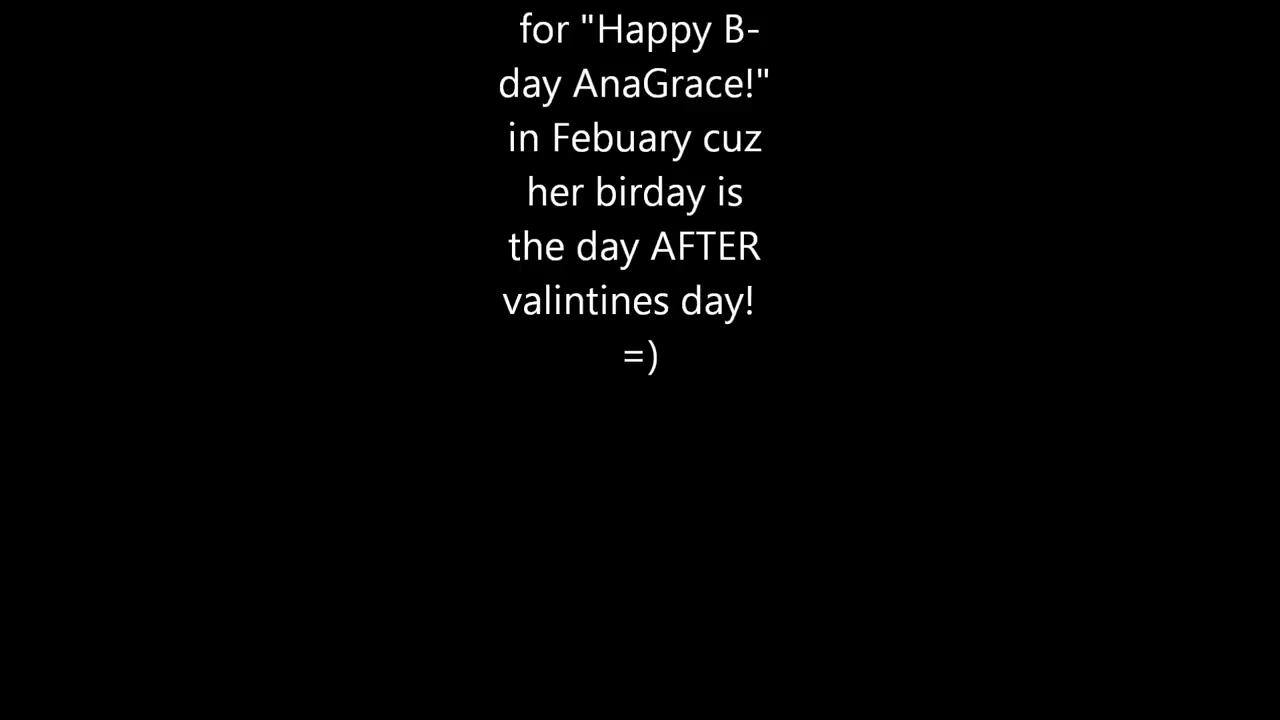 for "Happy B-
day AnaGrace!"
in Febuary cuz
her birday is
the day AFTER
valintines day!
=)